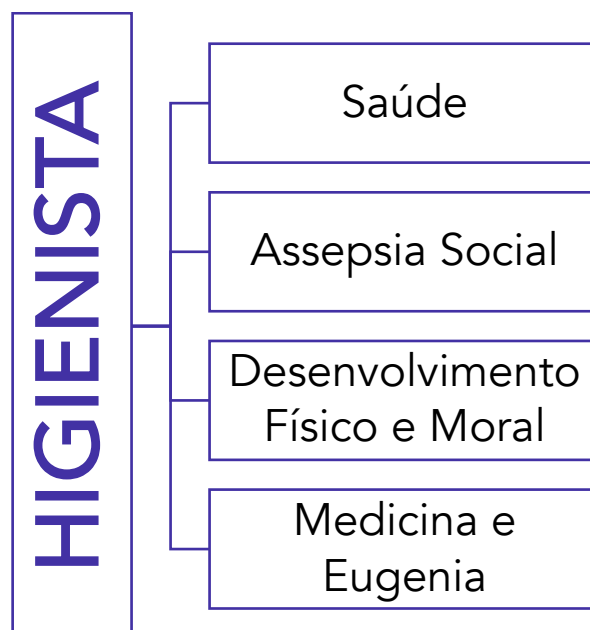 HIGIENISTA
Saúde
Assepsia Social
Desenvolvimento
Físico e Moral
Medicina e
Eugenia